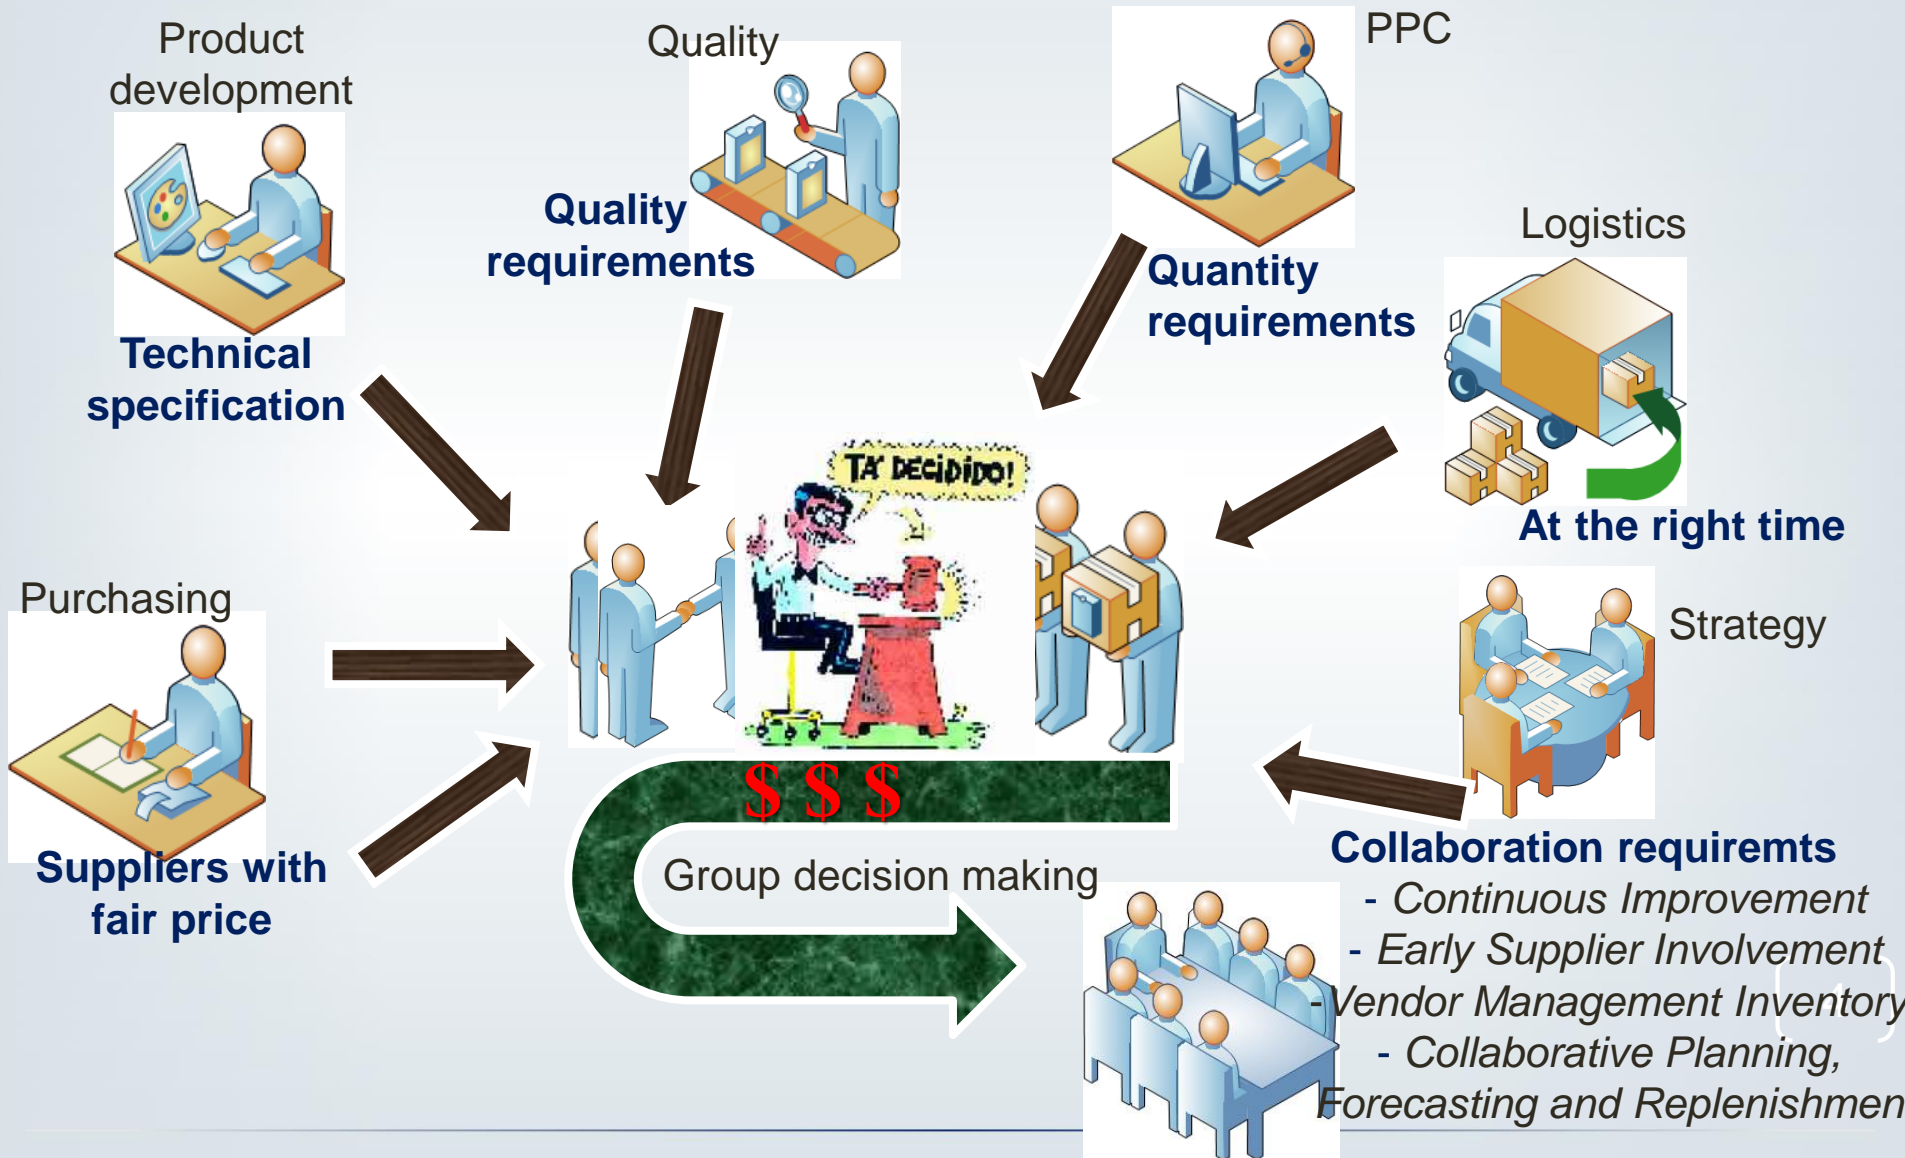 Product
development
Technical
specification
Quality
Quality
requirements
PPC
Quantity
requirements
Logistics
At the right time
Purchasing
Suppliers with
fair price
TA' DECIDIDO!
$ $ $
Group decision making
Strategy
Collaboration requiremts
- Continuous Improvement
- Early Supplier Involvement
-Vendor Management Inventory
- Collaborative Planning,
Forecasting and Replenishmen